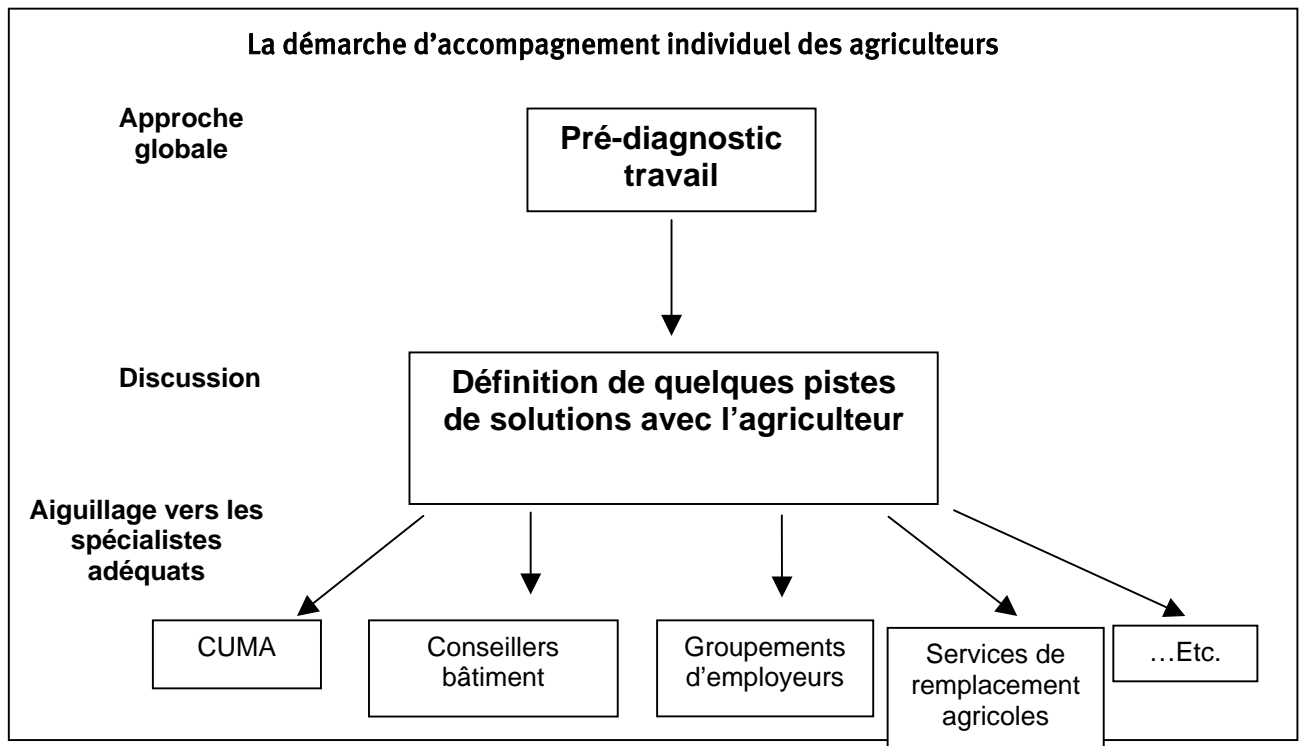 La démarche d’accompagnement individuel des agriculteurs
Approche
globale
Pré-diagnostic
travail
Discussion
Définition de quelques pistes
de solutions avec l’agriculteur
Aiguillage vers les
spécialistes
adéquats
CUMA
Conseillers
bâtiment
Groupements
d’employeurs
Services de
remplacement
agricoles
…Etc.